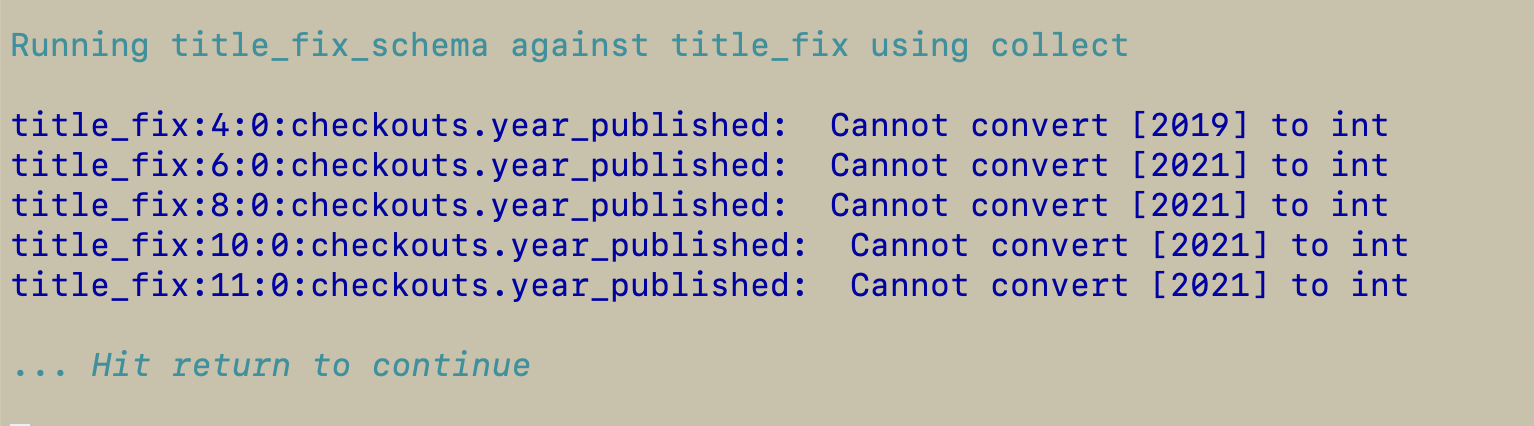 Running title_fix_schema against title_fix using collect
title_fix:4:0:checkouts.year_published:  Cannot convert [2019] to int
title_fix:6:0:checkouts.year_published:  Cannot convert [2021] to int
title_fix:8:0:checkouts.year_published:  Cannot convert [2021] to int
title_fix:10:0:checkouts.year_published:  Cannot convert [2021] to int
title_fix:11:0:checkouts.year_published:  Cannot convert [2021] to int
... Hit return to continue